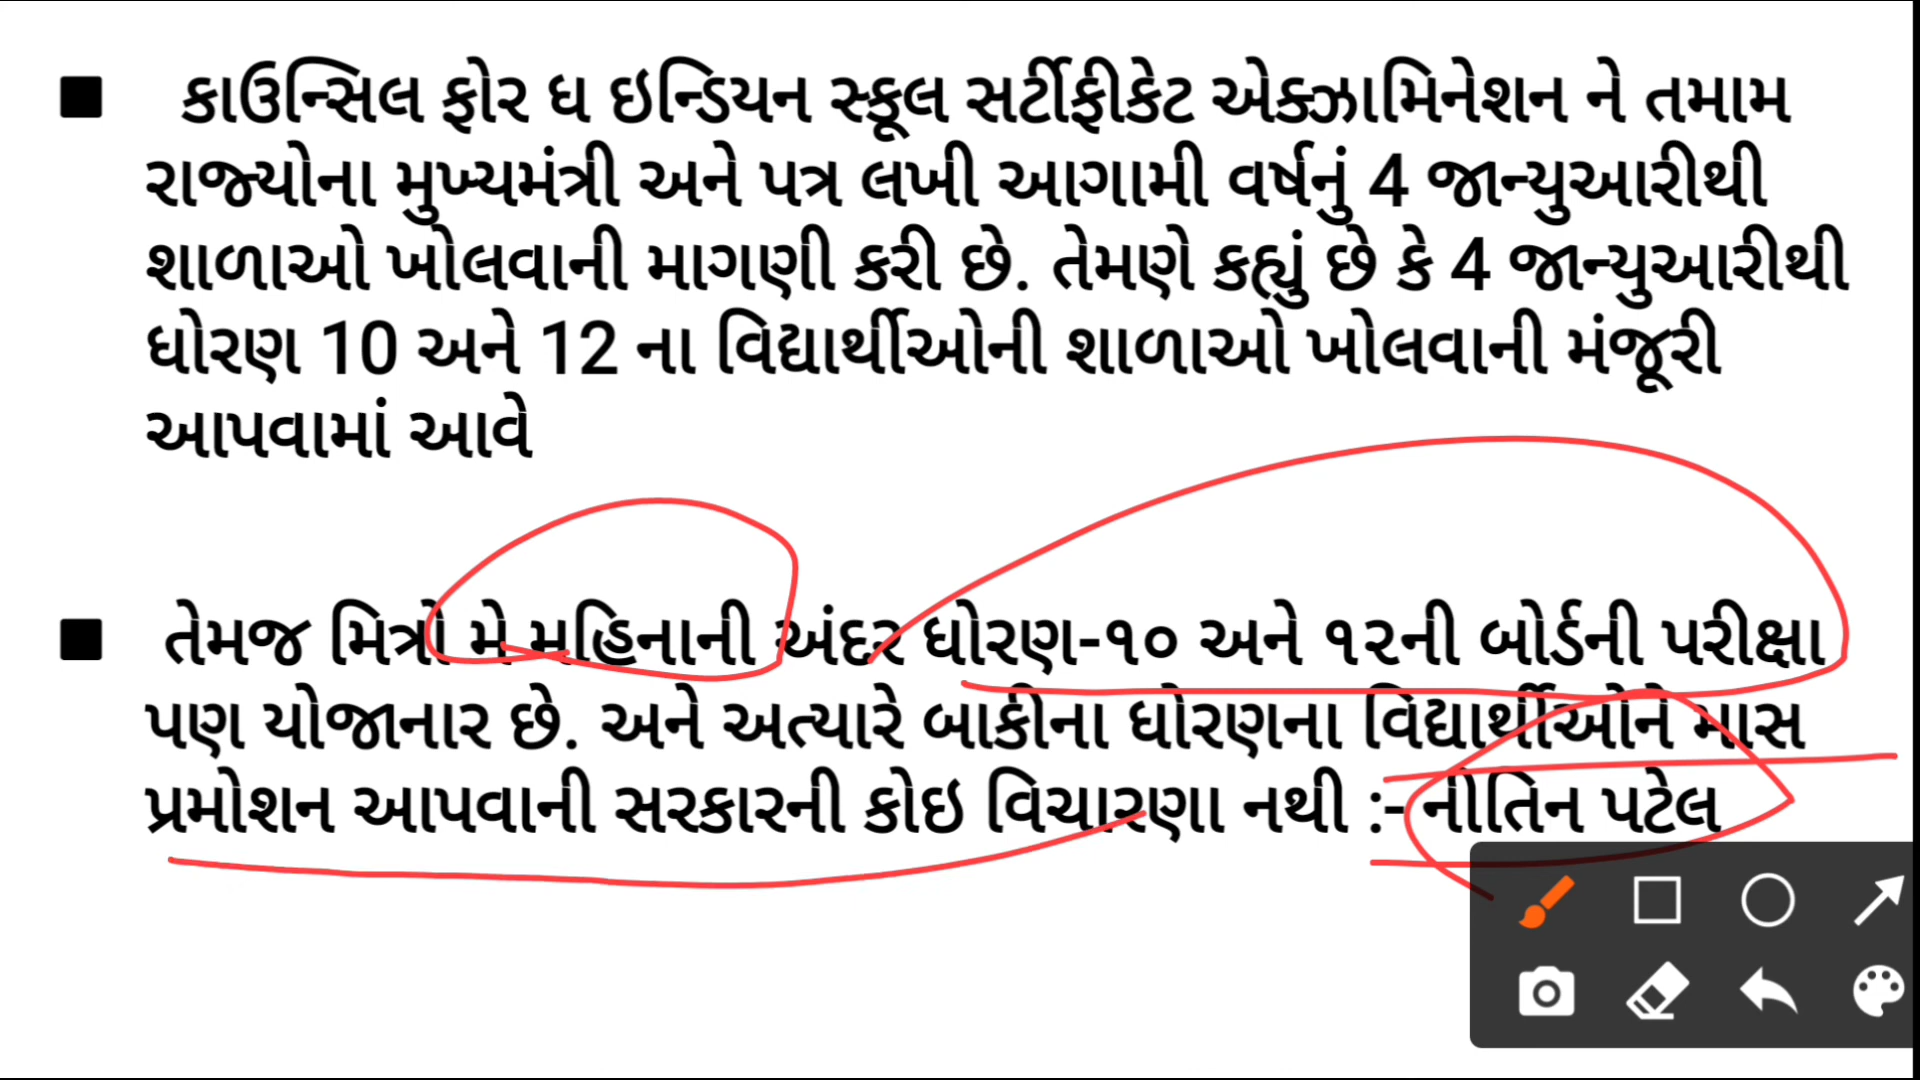 ■ કાઉન્સિલ ફોર ધ ઇન્ડિયન સ્કૂલ સર્ટીફીકેટ એક્ઝામિનેશન ને તમામ
રાજ્યોના મુખ્યમંત્રી અને પત્ર લખી આગામી વર્ષનું 4 જાન્યુઆરીથી
શાળાઓ ખોલવાની માગણી કરી છે. તેમણે કહ્યું છે કે 4 જાન્યુઆરીથી
ધોરણ 10 અને 12 ના વિદ્યાર્થીઓની શાળાઓ ખોલવાની મંજૂરી
આપવામાં આવે
■ તેમજ મિત્રો મે મહિનાની અંદર ધોરણ-૧૦ અને ૧૨ની બોર્ડની પરીક્ષા
પણ યોજાનાર છે. અને અત્યારે બાકીના ધોરણના વિદ્યાર્થીઓને માસ
પ્રમોશન આપવાની સરકારની કોઇ વિચારણા નથી :- નીતિન પટેલ